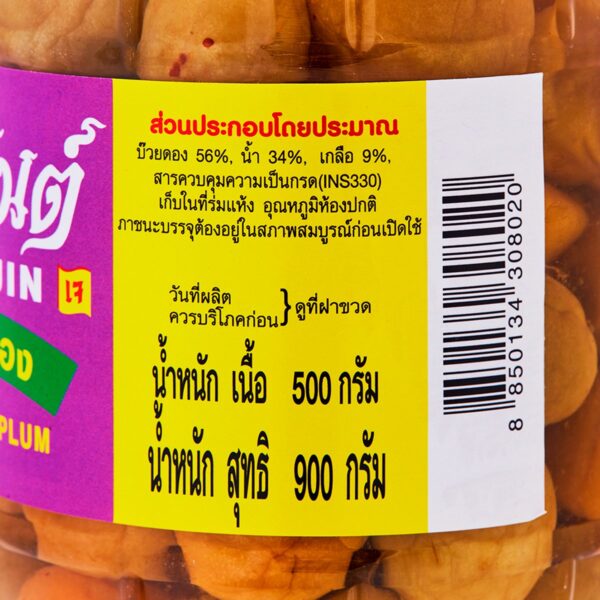 ส่วนประกอบโดยประมาณ
บ๊วยดอง 56%, น้ำ 34%, เกลือ 9%,
สารควบคุมความเป็นกรด(INS330)
เก็บในที่ร่มแห้ง อุณหภูมิห้องปกติ
ภาชนะบรรจุต้องอยู่ในสภาพสมบูรณ์ก่อนเปิดใช้
วันที่ผลิต
ควรบริโภคก่อน } ดูที่ฝาขวด
น้ำหนัก เนื้อ 500 กรัม
น้ำหนัก สุทธิ 900 กรัม
เจ
PLUM
8 850134 308020